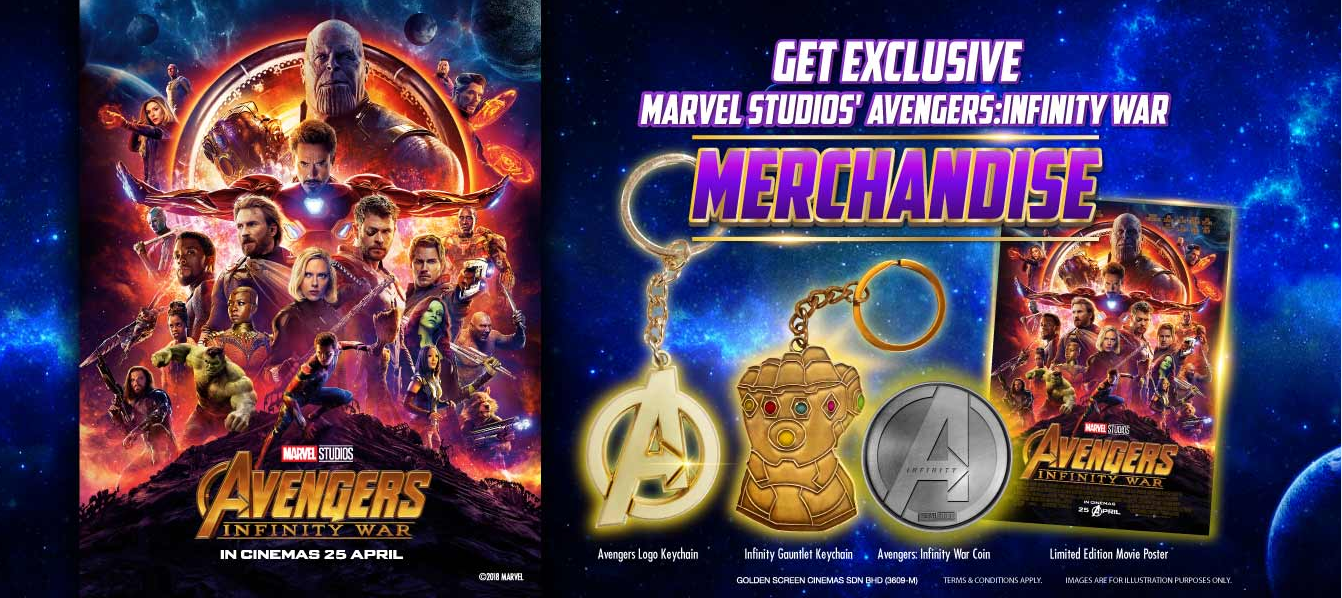 MARVEL STUDIOS
AVENGERS
INFINITY WAR
IN CINEMAS 25 APRIL
©2018 MARVEL
GET EXCLUSIVE
MARVEL STUDIOS' AVENGERS:INFINITY WAR
MERCHANDISE
INFINITY
MARVEL STUDIOS
AVENGERS
INFINITY WAR
IN CINEMAS
25 APRIL
Avengers Logo Keychain
Infinity Gauntlet Keychain
Avengers: Infinity War Coin
Limited Edition Movie Poster
GOLDEN SCREEN CINEMAS SDN BHD (3609-M)
TERMS & CONDITIONS APPLY.
IMAGES ARE FOR ILLUSTRATION PURPOSES ONLY.